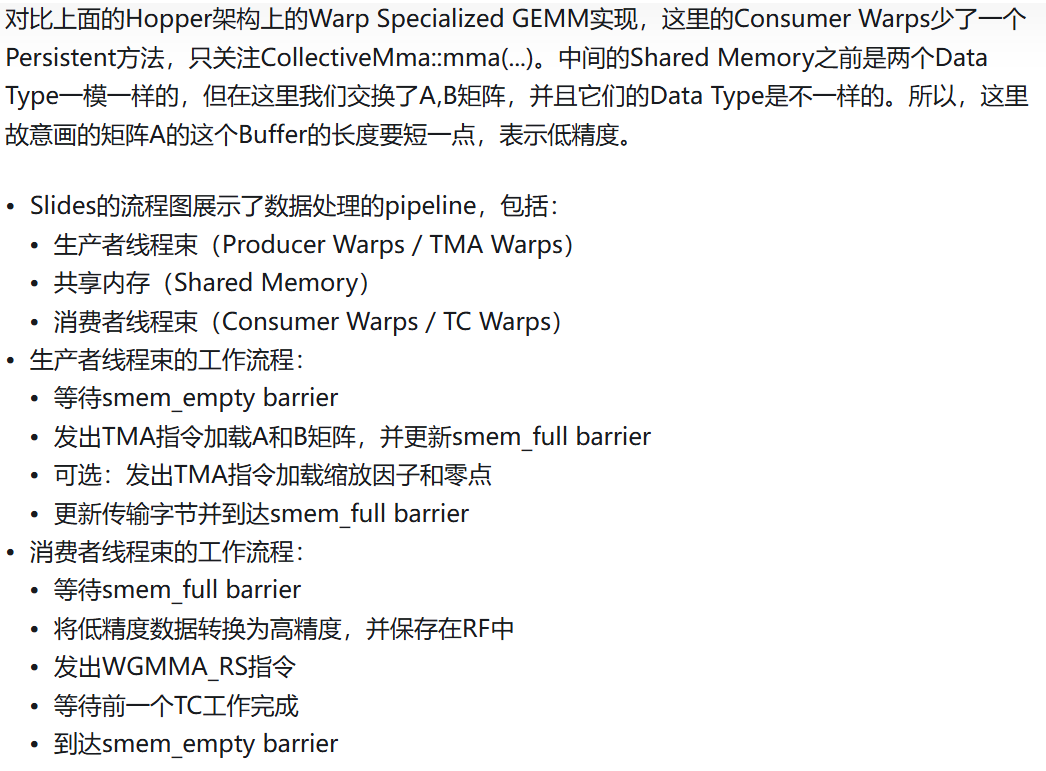 对比上面的Hopper架构上的Warp Specialized GEMM实现，这里的Consumer Warps少了一个
Persistent方法，只关注CollectiveMma::mma(...)。中间的Shared Memory之前是两个Data
Type一模一样的，但在这里我们交换了A,B矩阵，并且它们的Data Type是不一样的。所以，这里
故意画的矩阵A的这个Buffer的长度要短一点，表示低精度。
• Slides的流程图展示了数据处理的pipeline，包括：
• 生产者线程束（Producer Warps / TMA Warps）
• 共享内存（Shared Memory）
• 消费者线程束（Consumer Warps / TC Warps）
• 生产者线程束的工作流程：
• 等待smem_empty barrier
• 发出TMA指令加载A和B矩阵，并更新smem_full barrier
• 可选：发出TMA指令加载缩放因子和零点
• 更新传输字节并到达smem_full barrier
• 消费者线程束的工作流程：
• 等待smem_full barrier
• 将低精度数据转换为高精度，并保存在RF中
• 发出WGMMA_RS指令
• 等待前一个TC工作完成
• 到达smem_empty barrier